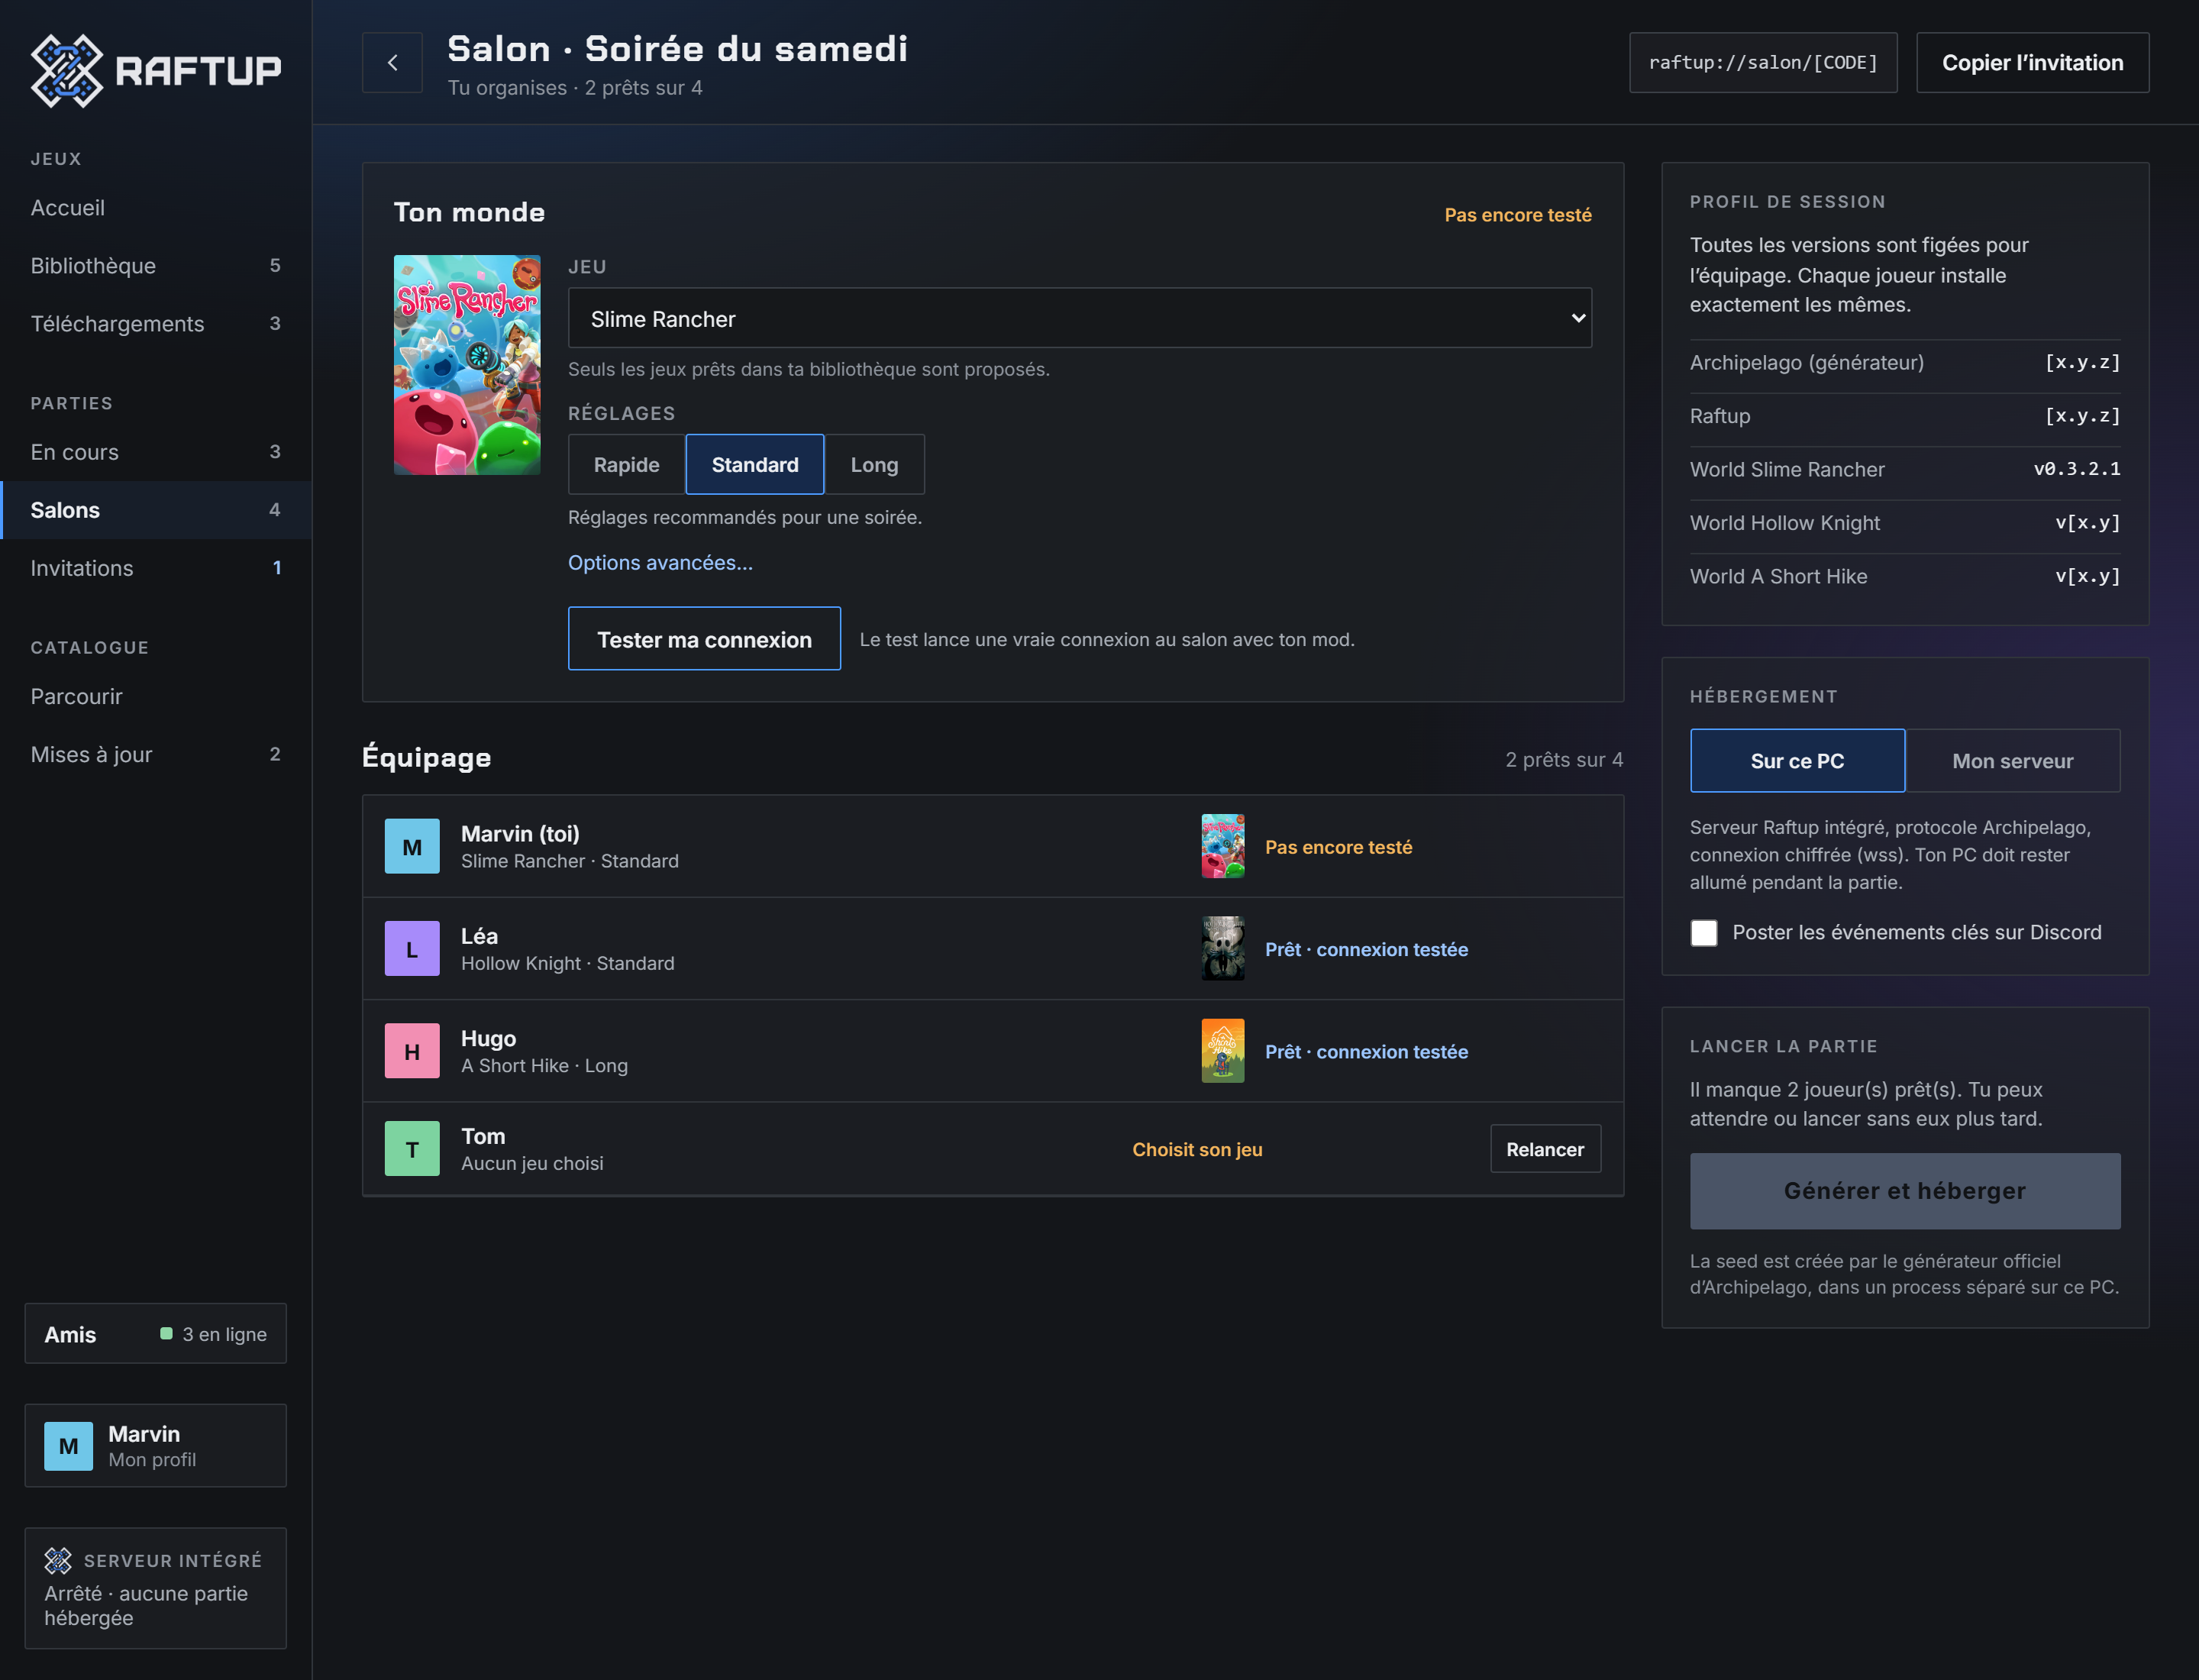 RAFTUP
JEUX
Accueil
Bibliothèque 5
Téléchargements 3
PARTIES
En cours 3
Salons 4
Invitations 1
CATALOGUE
Parcourir
Mises à jour 2
Amis 3 en ligne
M Marvin
Mon profil
SERVEUR INTÉGRÉ
Arrêté · aucune partie
hébergée
Salon · Soirée du samedi
Tu organises · 2 prêts sur 4
raftup://salon/[CODE]
Copier l’invitation
Ton monde
Pas encore testé
Slime Rancher
JEU
Slime Rancher
Seuls les jeux prêts dans ta bibliothèque sont proposés.
RÉGLAGES
Rapide Standard Long
Réglages recommandés pour une soirée.
Options avancées...
Tester ma connexion
Le test lance une vraie connexion au salon avec ton mod.
Équipage
2 prêts sur 4
M Marvin (toi)
Slime Rancher · Standard
Slime Rancher
Pas encore testé
L Léa
Hollow Knight · Standard
Prêt · connexion testée
H Hugo
A Short Hike · Long
A Short Hike
Prêt · connexion testée
T Tom
Aucun jeu choisi
Choisit son jeu
Relancer
PROFIL DE SESSION
Toutes les versions sont figées pour
l’équipage. Chaque joueur installe
exactement les mêmes.
Archipelago (générateur) [x.y.z]
Raftup [x.y.z]
World Slime Rancher v0.3.2.1
World Hollow Knight v[x.y]
World A Short Hike v[x.y]
HÉBERGEMENT
Sur ce PC Mon serveur
Serveur Raftup intégré, protocole Archipelago,
connexion chiffrée (wss). Ton PC doit rester
allumé pendant la partie.
Poster les événements clés sur Discord
LANCER LA PARTIE
Il manque 2 joueur(s) prêt(s). Tu peux
attendre ou lancer sans eux plus tard.
Générer et héberger
La seed est créée par le générateur officiel
d’Archipelago, dans un process séparé sur ce PC.